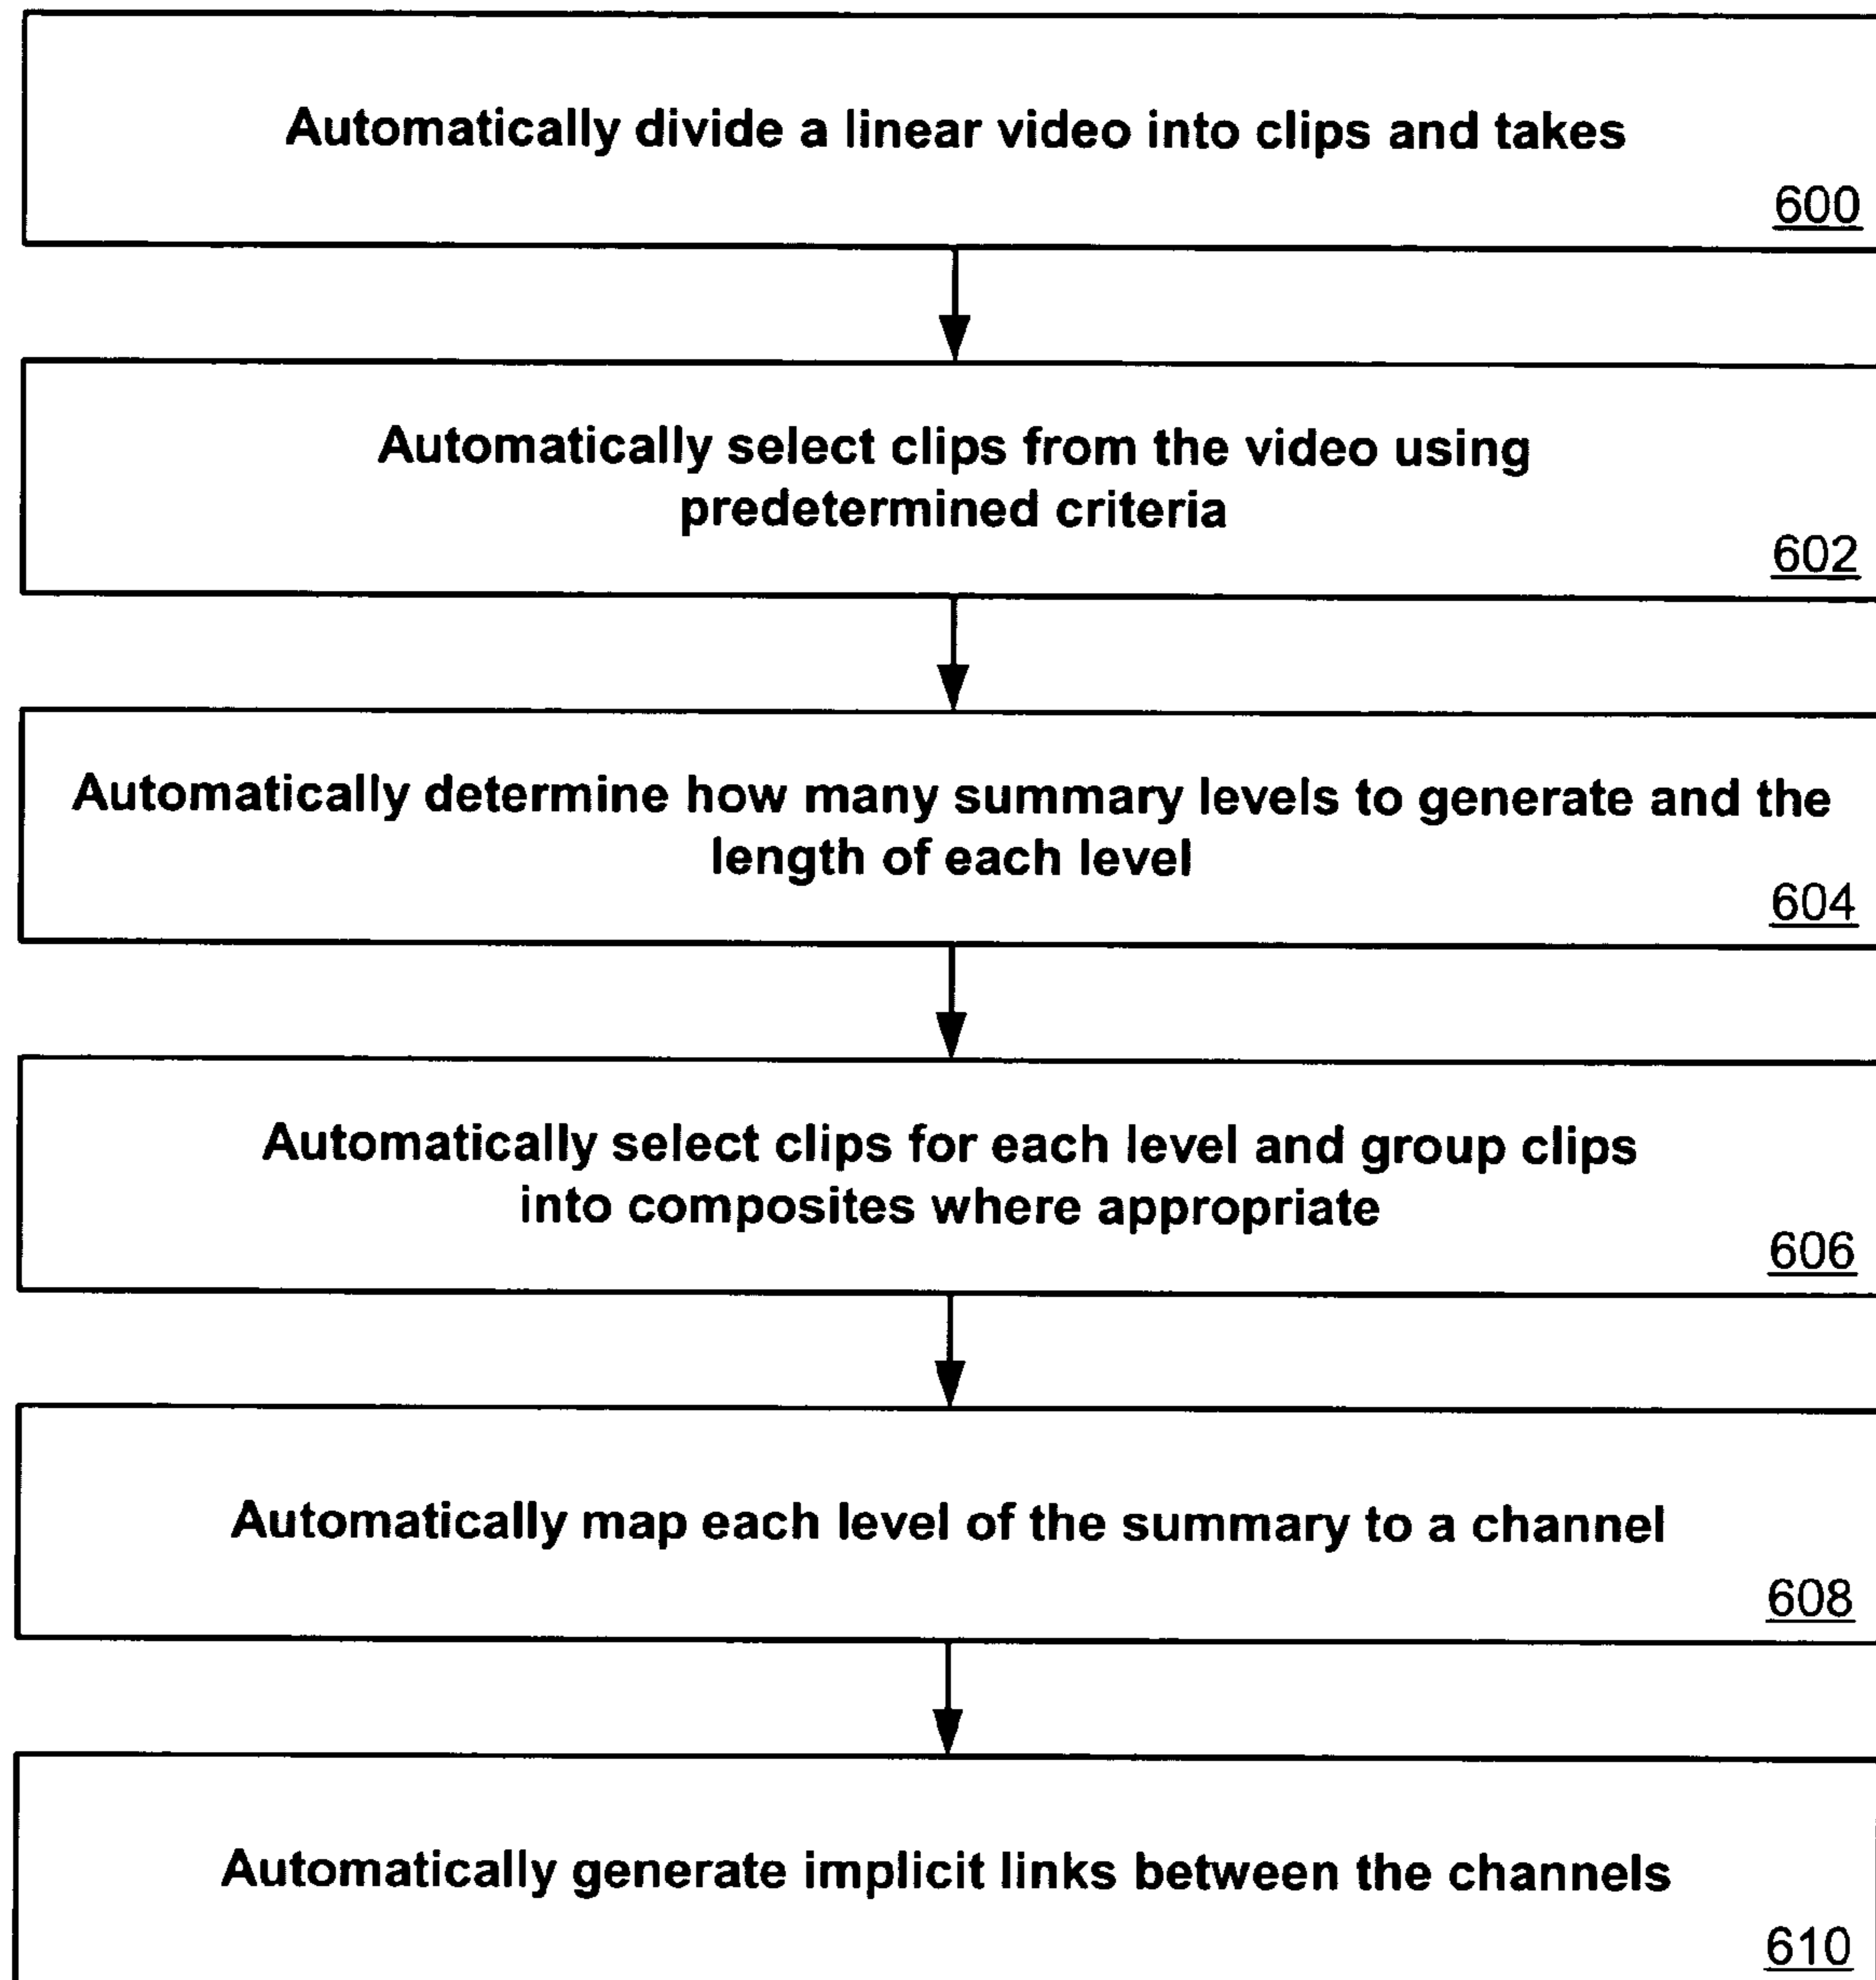 Automatically divide a linear video into clips and takes
600
Automatically select clips from the video using
predetermined criteria
602
Automatically determine how many summary levels to generate and the
length of each level
604
Automatically select clips for each level and group clips
into composites where appropriate
606
Automatically map each level of the summary to a channel
608
Automatically generate implicit links between the channels
610